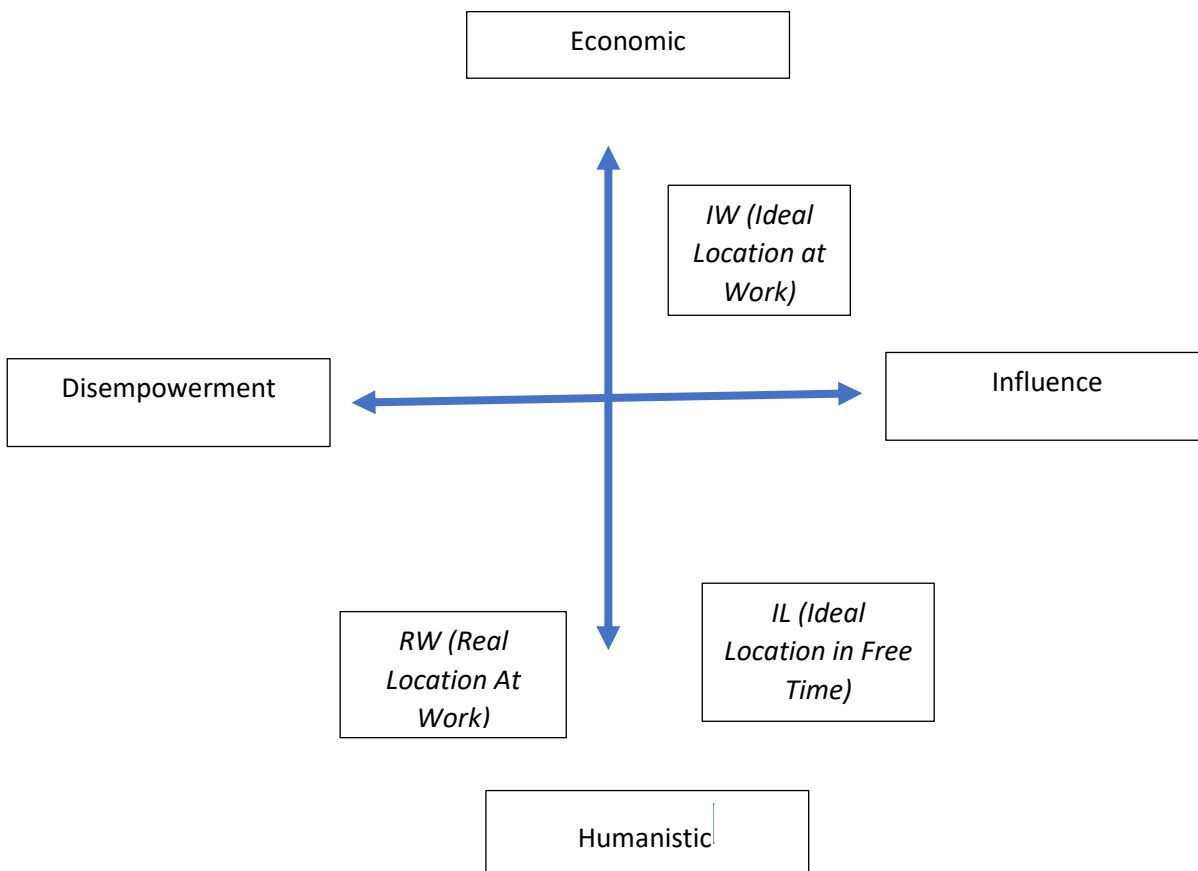 Economic
IW (Ideal
Location at
Work)
Disempowerment
Influence
RW (Real
Location At
Work)
IL (Ideal
Location in Free
Time)
Humanistic